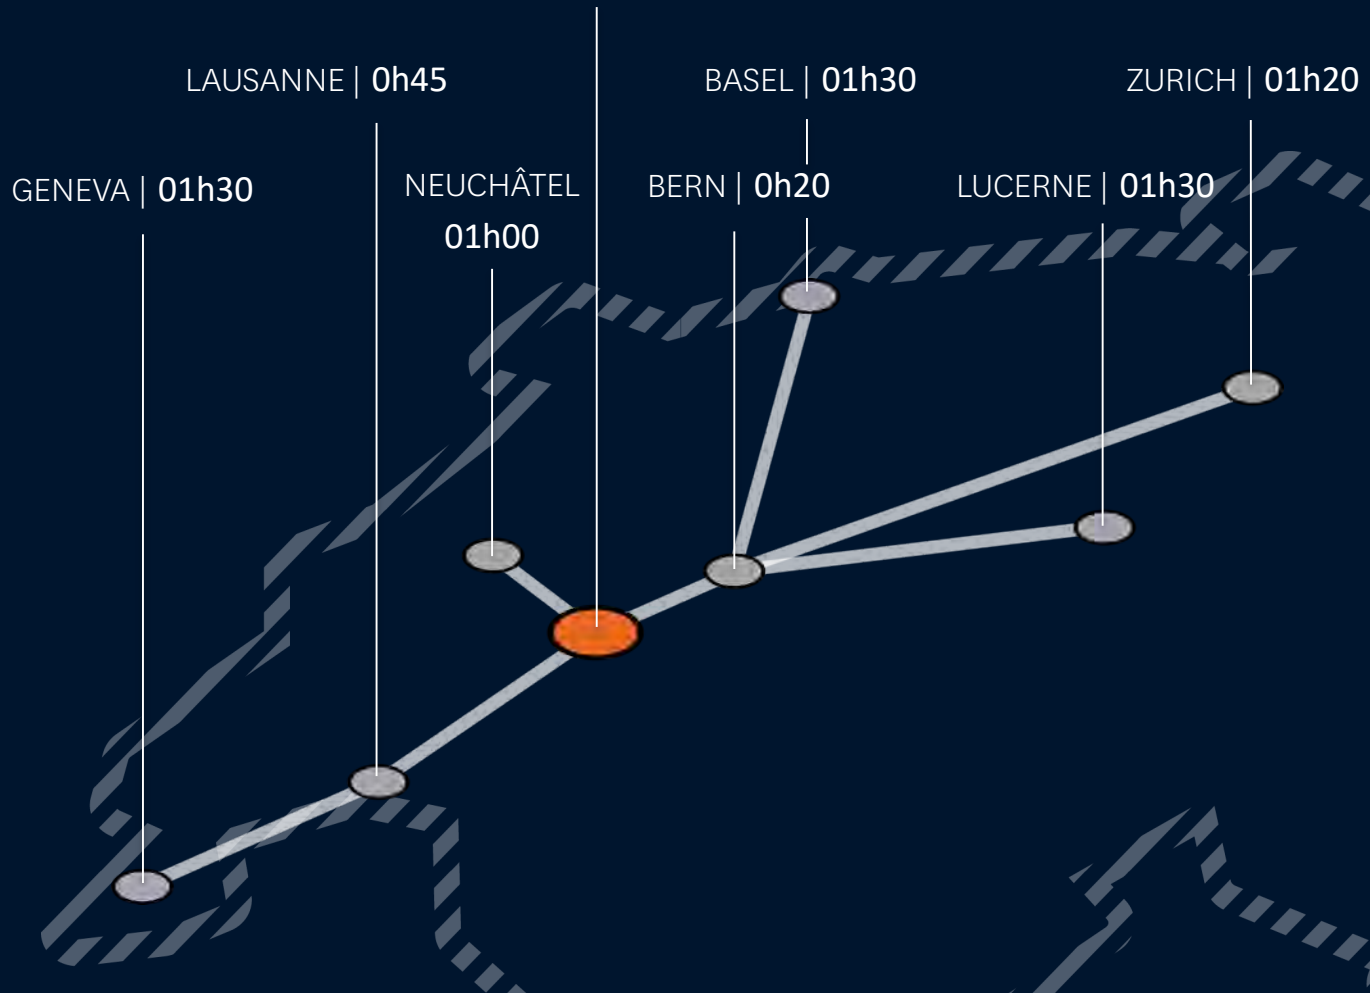 LAUSANNE | 0h45
BASEL | 01h30
ZURICH | 01h20
GENEVA | 01h30
NEUCHÂTEL
01h00
BERN | 0h20
LUCERNE | 01h30